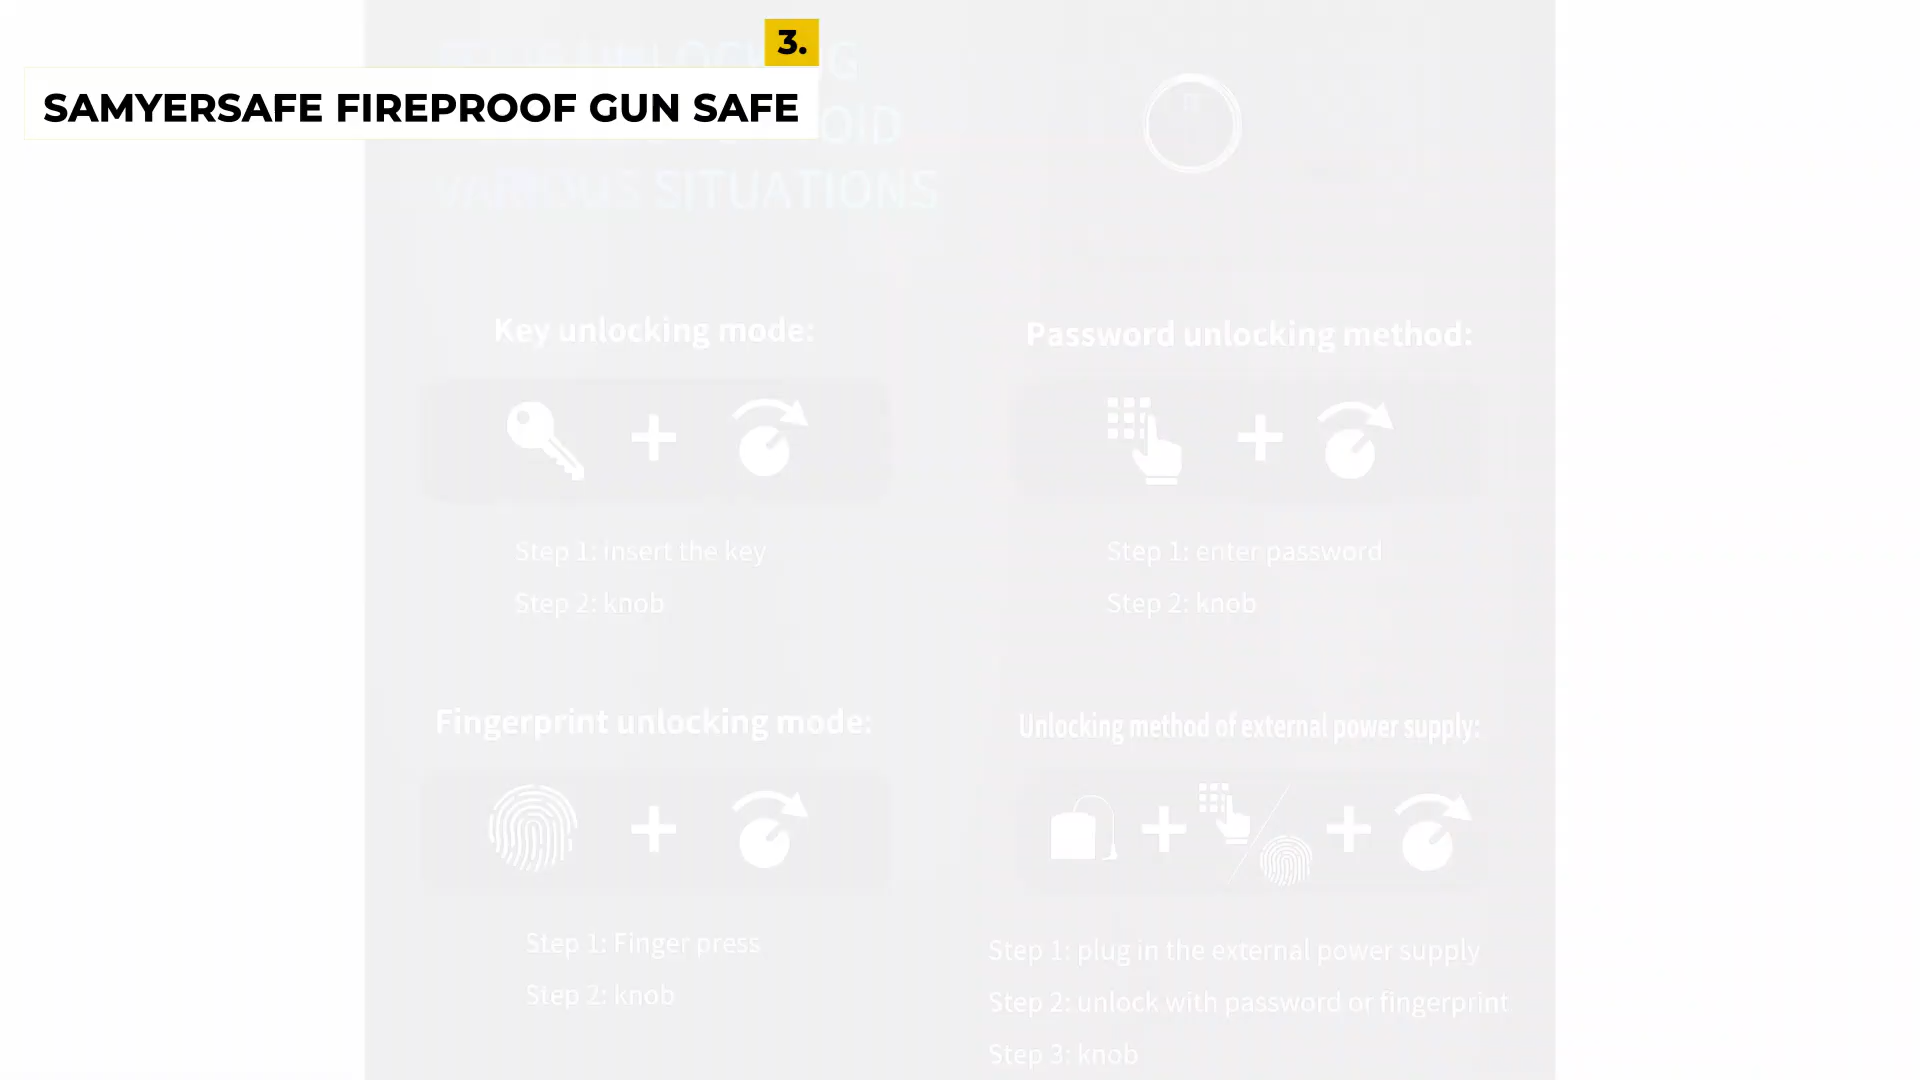 3.
SAMYERSAFE FIREPROOF GUN SAFE
VARIOUS SITUATIONS
Key unlocking mode:
Password unlocking method:
Step 1: insert the key
Step 2: knob
Step 1: enter password
Step 2: knob
Fingerprint unlocking mode:
Unlocking method of external power supply:
Step 1: Finger press
Step 2: knob
Step 1: plug in the external power supply
Step 2: unlock with password or fingerprint
Step 3: knob